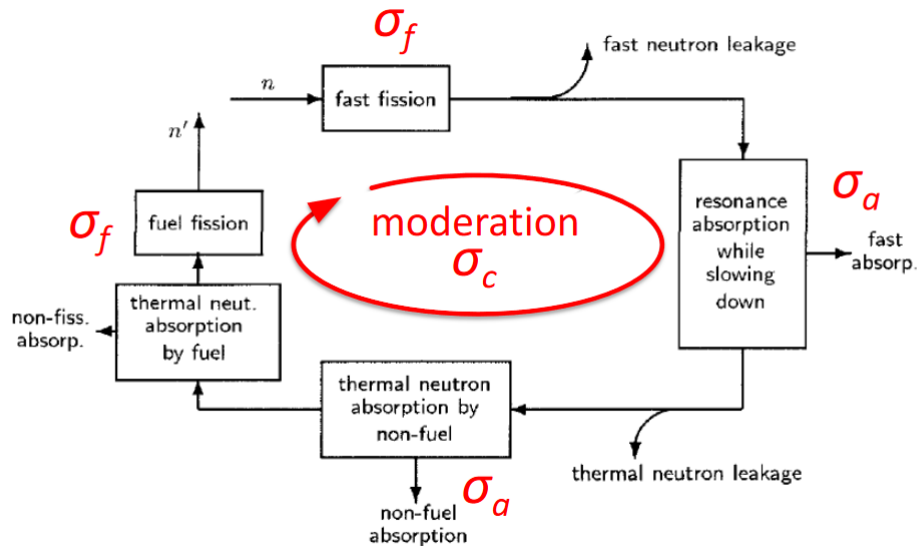 σf
fast neutron leakage
n
fast fission
n′
resonance
absorption
while
slowing
down
σa
fast
absorp.
moderation
σc
σf
fuel fission
thermal neut.
absorption
by fuel
non-fiss.
absorp.
thermal neutron
absorption by
non-fuel
thermal neutron leakage
σa
non-fuel
absorption